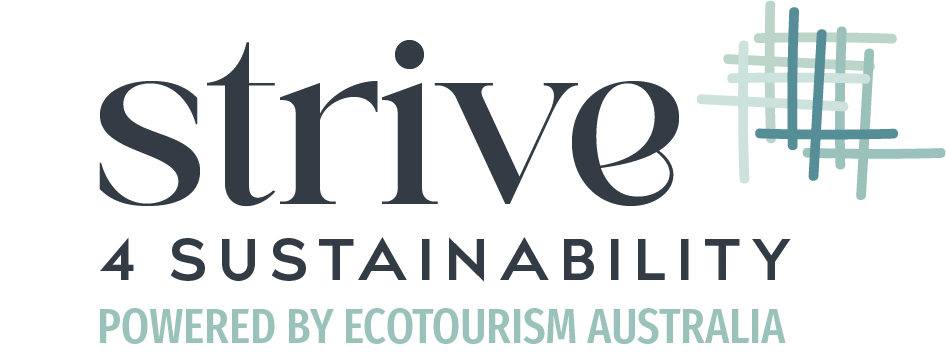 strive
4 SUSTAINABILITY
POWERED BY ECOTOURISM AUSTRALIA